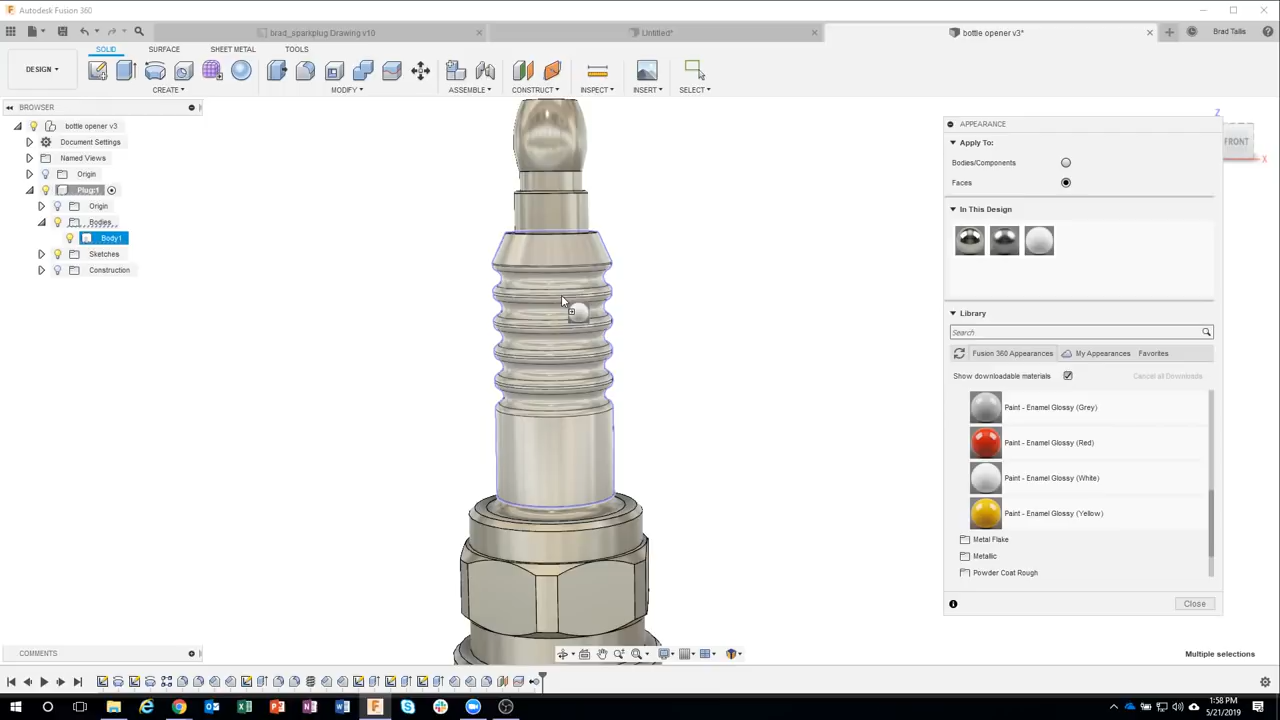 Autodesk Fusion 360
brad_sparkplug Drawing v10
Untitled*
bottle opener v3*
Brad Tallis
DESIGN
SOLID
SURFACE
SHEET METAL
TOOLS
CREATE
MODIFY
ASSEMBLE
CONSTRUCT
INSPECT
INSERT
SELECT
BROWSER
bottle opener v3
Document Settings
Named Views
Origin
Plug:1
Origin
Bodies
Body1
Sketches
Construction
Z
FRONT
X
APPEARANCE
Apply To:
Bodies/Components
Faces
In This Design
Library
Search
Fusion 360 Appearances
My Appearances
Favorites
Show downloadable materials
Cancel all Downloads
Paint - Enamel Glossy (Grey)
Paint - Enamel Glossy (Red)
Paint - Enamel Glossy (White)
Paint - Enamel Glossy (Yellow)
Metal Flake
Metallic
Powder Coat Rough
Close
COMMENTS
Multiple selections
1:58 PM
5/21/2019